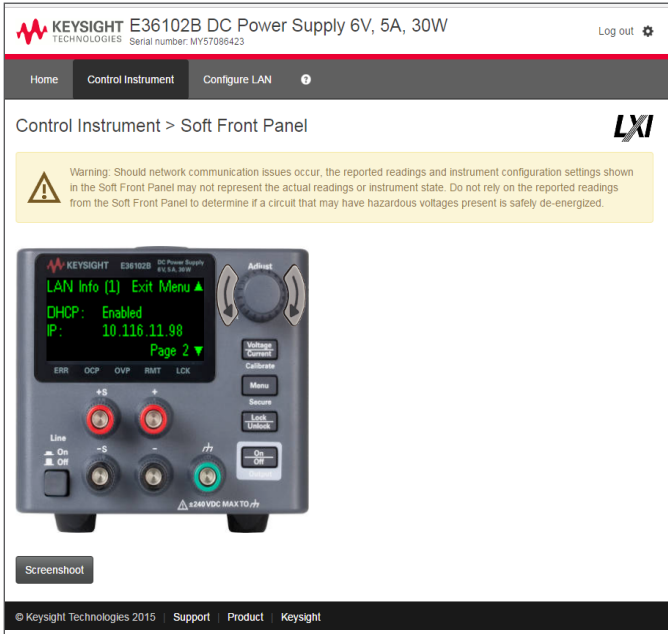 KEYSIGHT
TECHNOLOGIES
E36102B DC Power Supply 6V, 5A, 30W
Serial number: MY57086423
Log out
Home Control Instrument Configure LAN ?
Control Instrument > Soft Front Panel
LXI
Warning: Should network communication issues occur, the reported readings and instrument configuration settings shown
in the Soft Front Panel may not represent the actual readings or instrument state. Do not rely on the reported readings
from the Soft Front Panel to determine if a circuit that may have hazardous voltages present is safely de-energized.
KEYSIGHT E36102B DC Power Supply
6V, 5A, 30W
Adjust
LAN Info (1) Exit Menu ▲
DHCP: Enabled
IP: 10.116.11.98
Page 2 ▼
ERR OCP OVP RMT LCK
Voltage
Current
Calibrate
Menu
Secure
Lock
Unlock
On
Off
Output
+S +
Line
On
Off
-S -
±240 VDC MAX TO
Screenshoot
© Keysight Technologies 2015 | Support | Product | Keysight